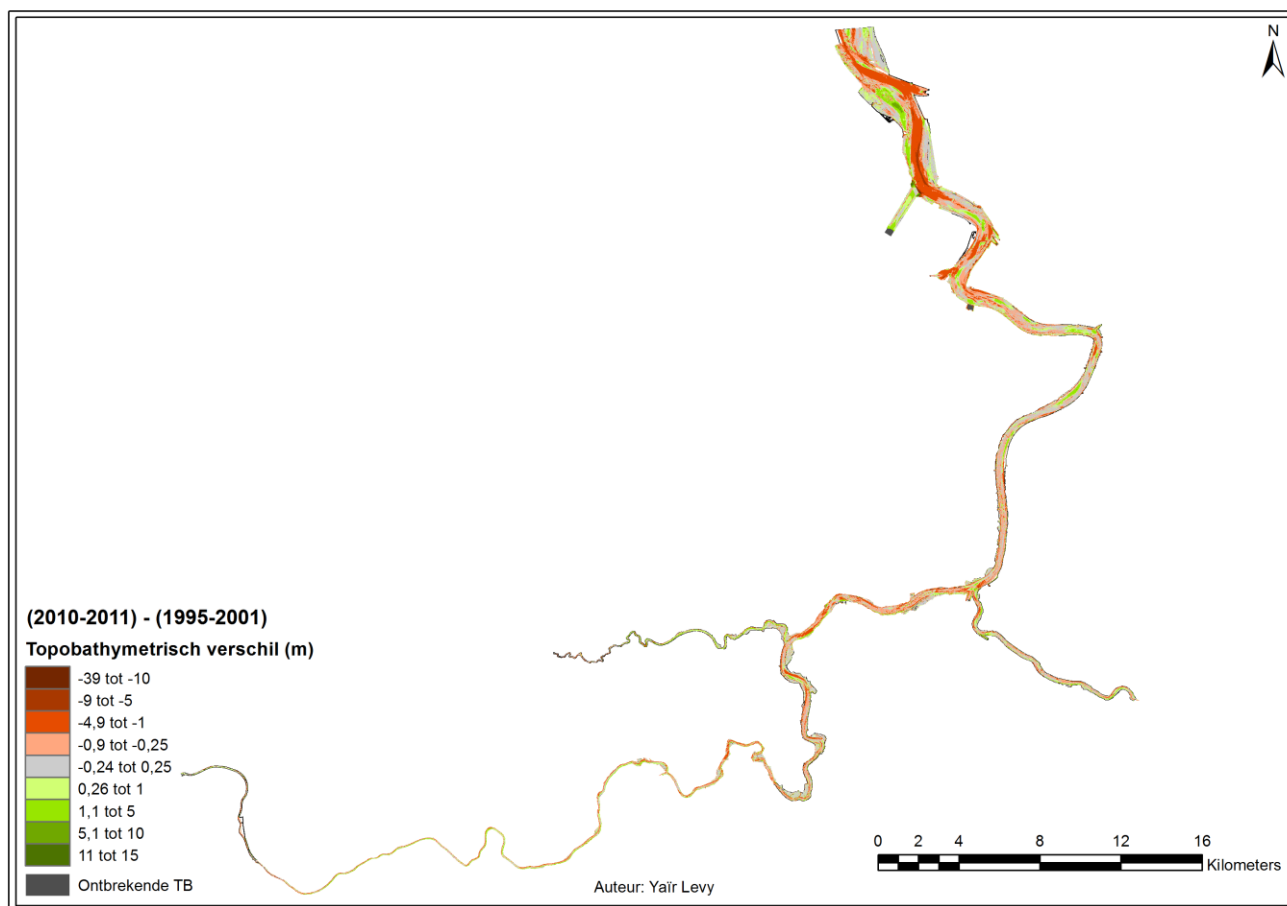 N
(2010-2011) - (1995-2001)
Topobathymetrisch verschil (m)
-39 tot -10
-9 tot -5
-4,9 tot -1
-0,9 tot -0,25
-0,24 tot 0,25
0,26 tot 1
1,1 tot 5
5,1 tot 10
11 tot 15
Ontbrekende TB
Auteur: Yaïr Levy
0 2 4 8 12 16
Kilometers